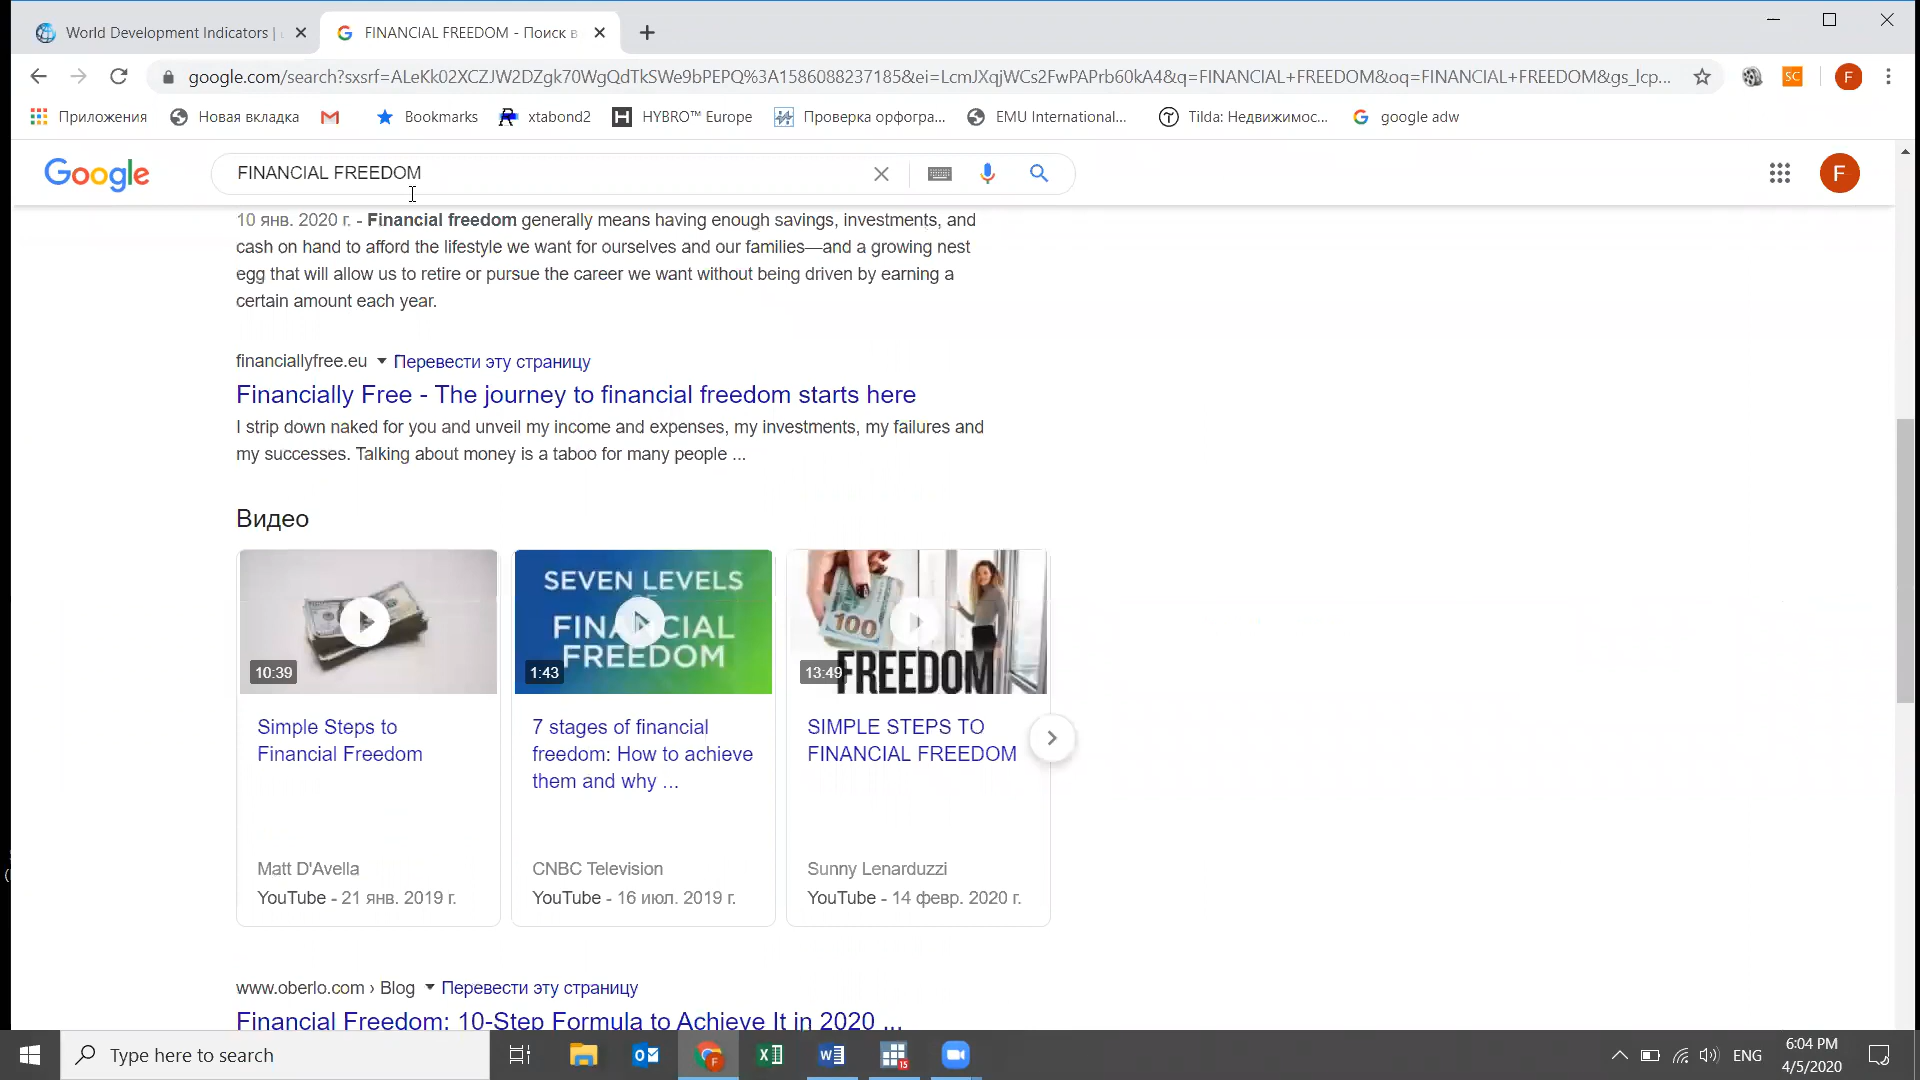 World Development Indicators |
FINANCIAL FREEDOM - Поиск в
google.com/search?sxsrf=ALeKk02XCZJW2DZgk70WgQdTkSWe9bPEPQ%3A1586088237185&ei=LcmJXqjWCs2FwPAPrb60kA4&q=FINANCIAL+FREEDOM&oq=FINANCIAL+FREEDOM&gs_lcp...
SC
F
Приложения
Новая вкладка
Bookmarks
xtabond2
HYBRO™ Europe
Проверка орфогра...
EMU International...
Tilda: Недвижимос...
google adw
Google
FINANCIAL FREEDOM
F
10 янв. 2020 г. - Financial freedom generally means having enough savings, investments, and
cash on hand to afford the lifestyle we want for ourselves and our families—and a growing nest
egg that will allow us to retire or pursue the career we want without being driven by earning a
certain amount each year.
financiallyfree.eu Перевести эту страницу
Financially Free - The journey to financial freedom starts here
I strip down naked for you and unveil my income and expenses, my investments, my failures and
my successes. Talking about money is a taboo for many people ...
Видео
10:39
SEVEN LEVELS
OF
FINANCIAL
FREEDOM
1:43
100
FREEDOM
13:49
Simple Steps to
Financial Freedom
7 stages of financial
freedom: How to achieve
them and why ...
SIMPLE STEPS TO
FINANCIAL FREEDOM
Matt D'Avella
YouTube - 21 янв. 2019 г.
CNBC Television
YouTube - 16 июл. 2019 г.
Sunny Lenarduzzi
YouTube - 14 февр. 2020 г.
www.oberlo.com › Blog Перевести эту страницу
Financial Freedom: 10-Step Formula to Achieve It in 2020 ...
Type here to search
F
15
ENG
6:04 PM
4/5/2020